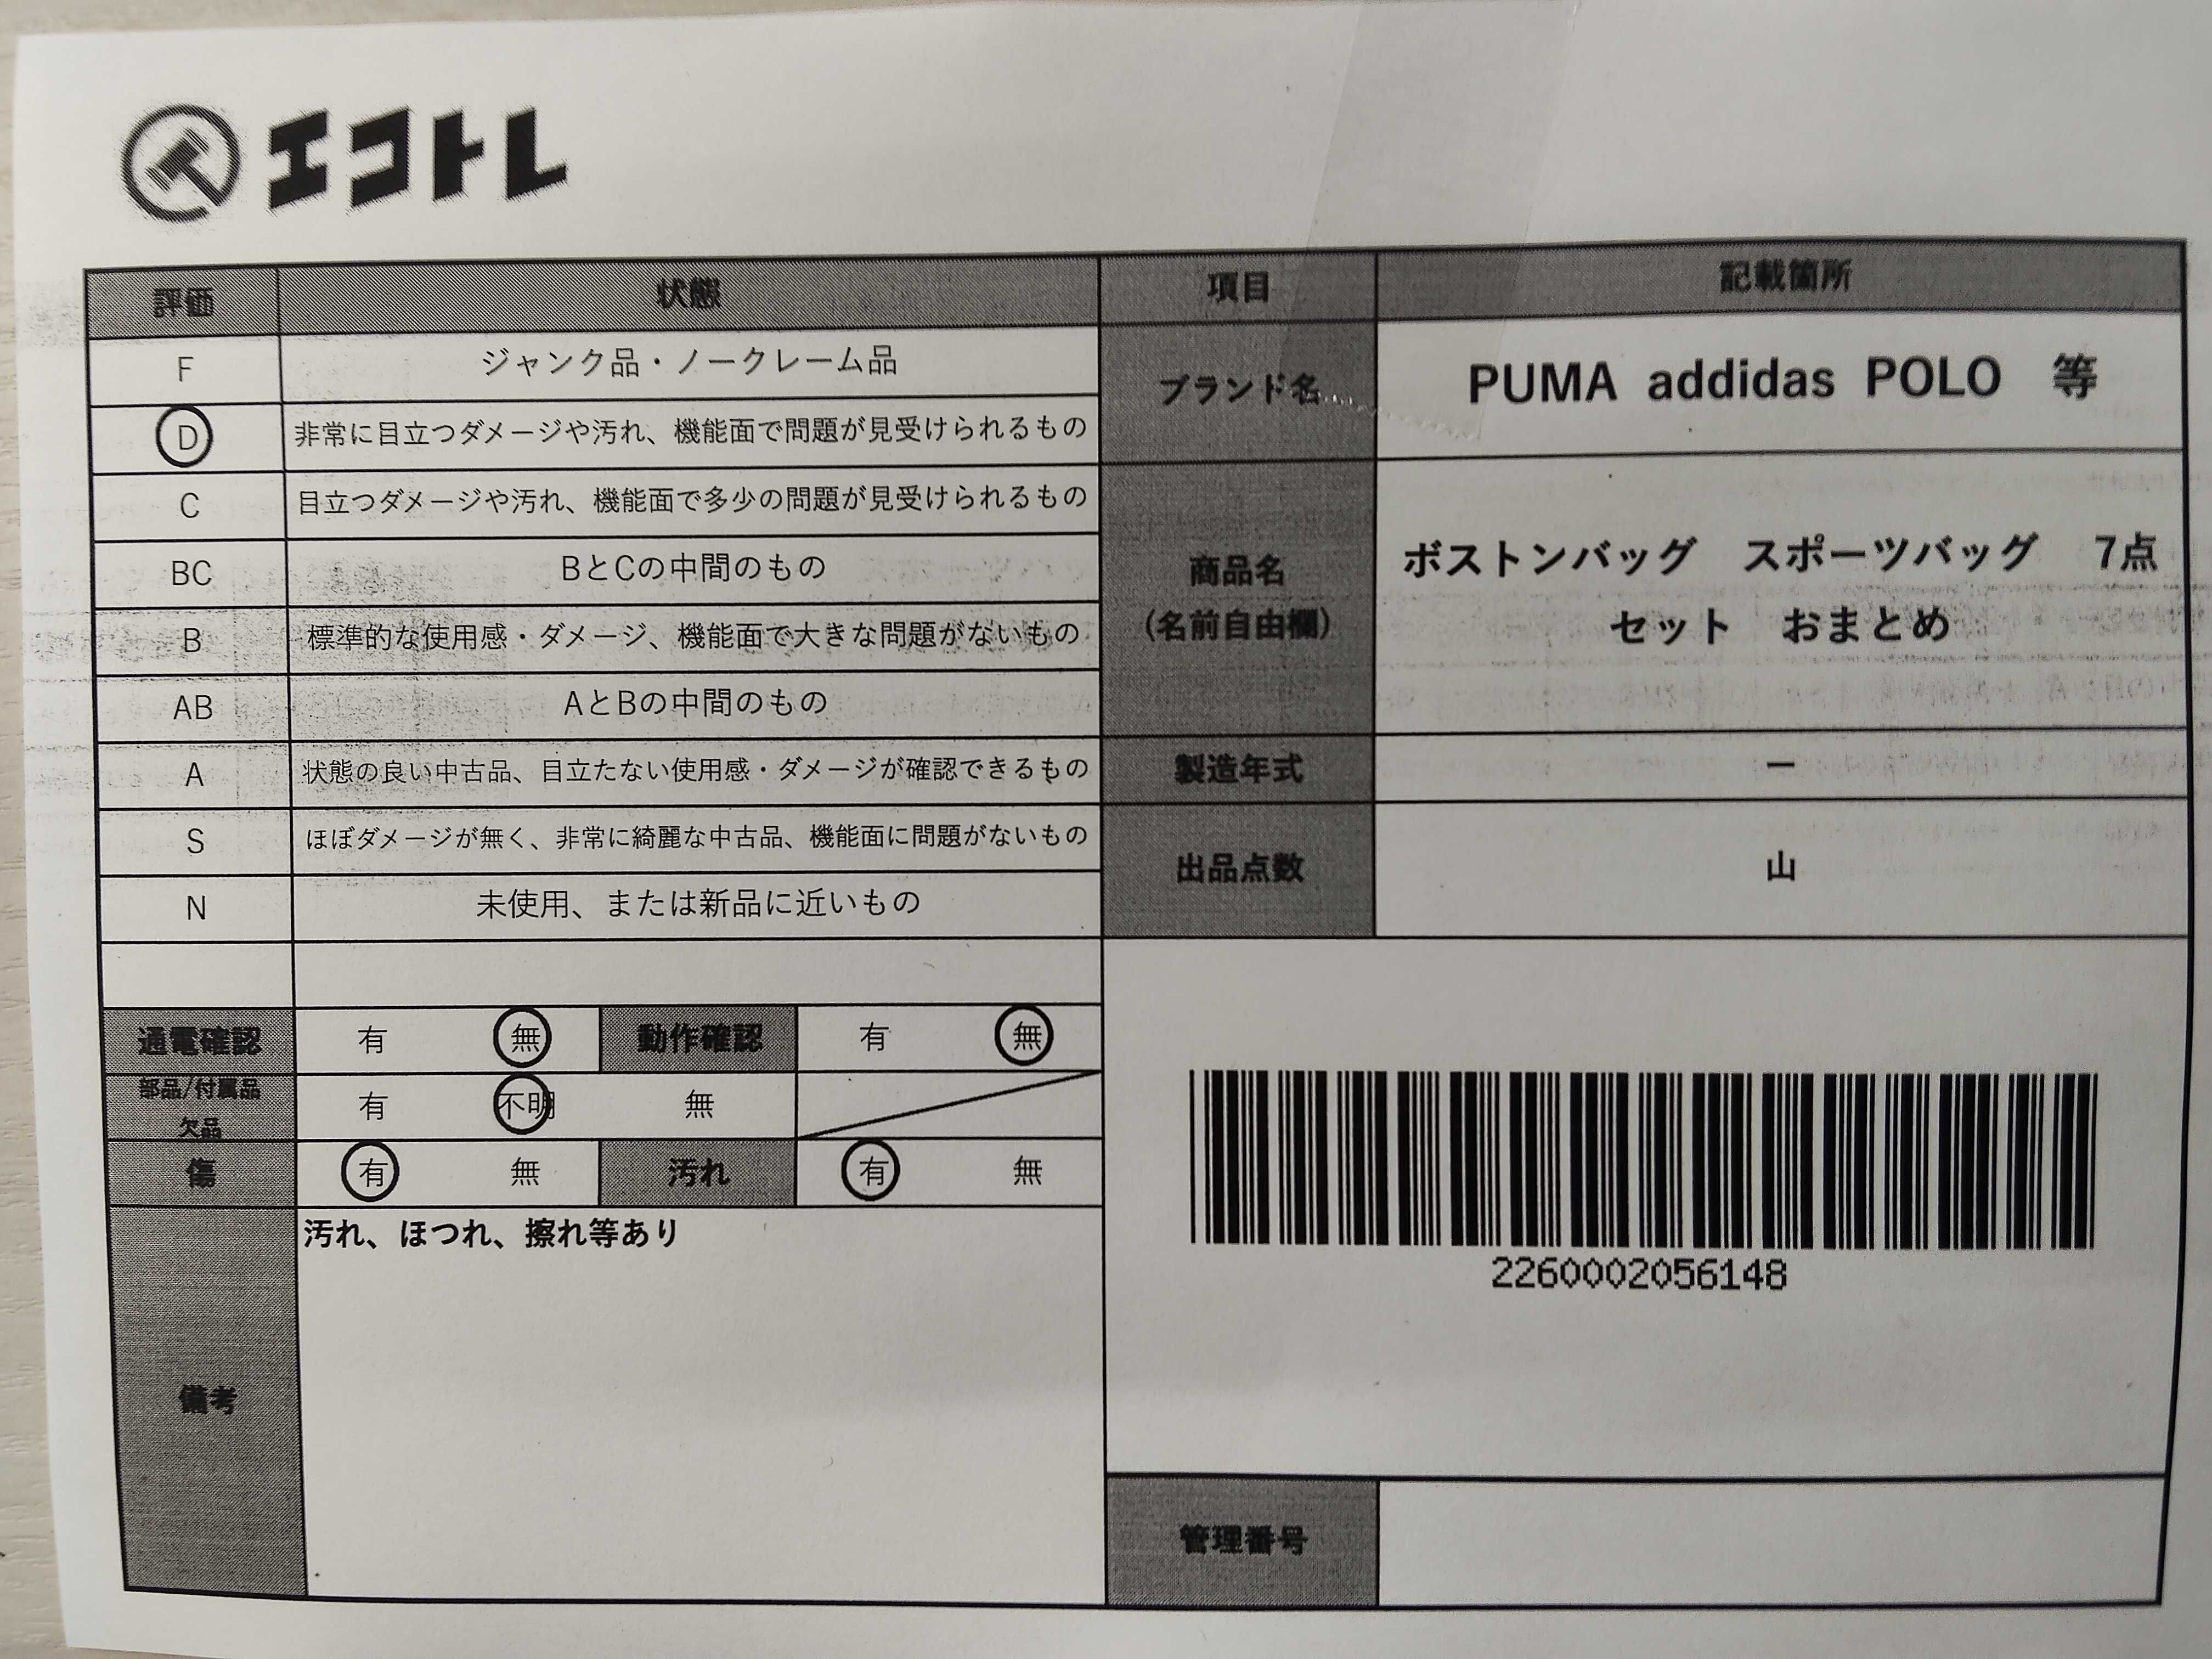 エコトレ
評価 状態 項目 記載箇所
F ジャンク品・ノークレーム品
D 非常に目立つダメージや汚れ、機能面で問題が見受けられるもの
ブランド名 PUMA addidas POLO 等
C 目立つダメージや汚れ、機能面で多少の問題が見受けられるもの
BC BとCの中間のもの
B 標準的な使用感・ダメージ、機能面で大きな問題がないもの
商品名
(名前自由欄)
ボストンバッグ スポーツバッグ 7点
セット おまとめ
AB AとBの中間のもの
A 状態の良い中古品、目立たない使用感・ダメージが確認できるもの
製造年式 ー
S ほぼダメージが無く、非常に綺麗な中古品、機能面に問題がないもの
出品点数 山
N 未使用、または新品に近いもの
通電確認 有 無 動作確認 有 無
部品/付属品
欠品
有 不明 無
傷 有 無 汚れ 有 無
備考 汚れ、ほつれ、擦れ等あり
2260002056148
管理番号